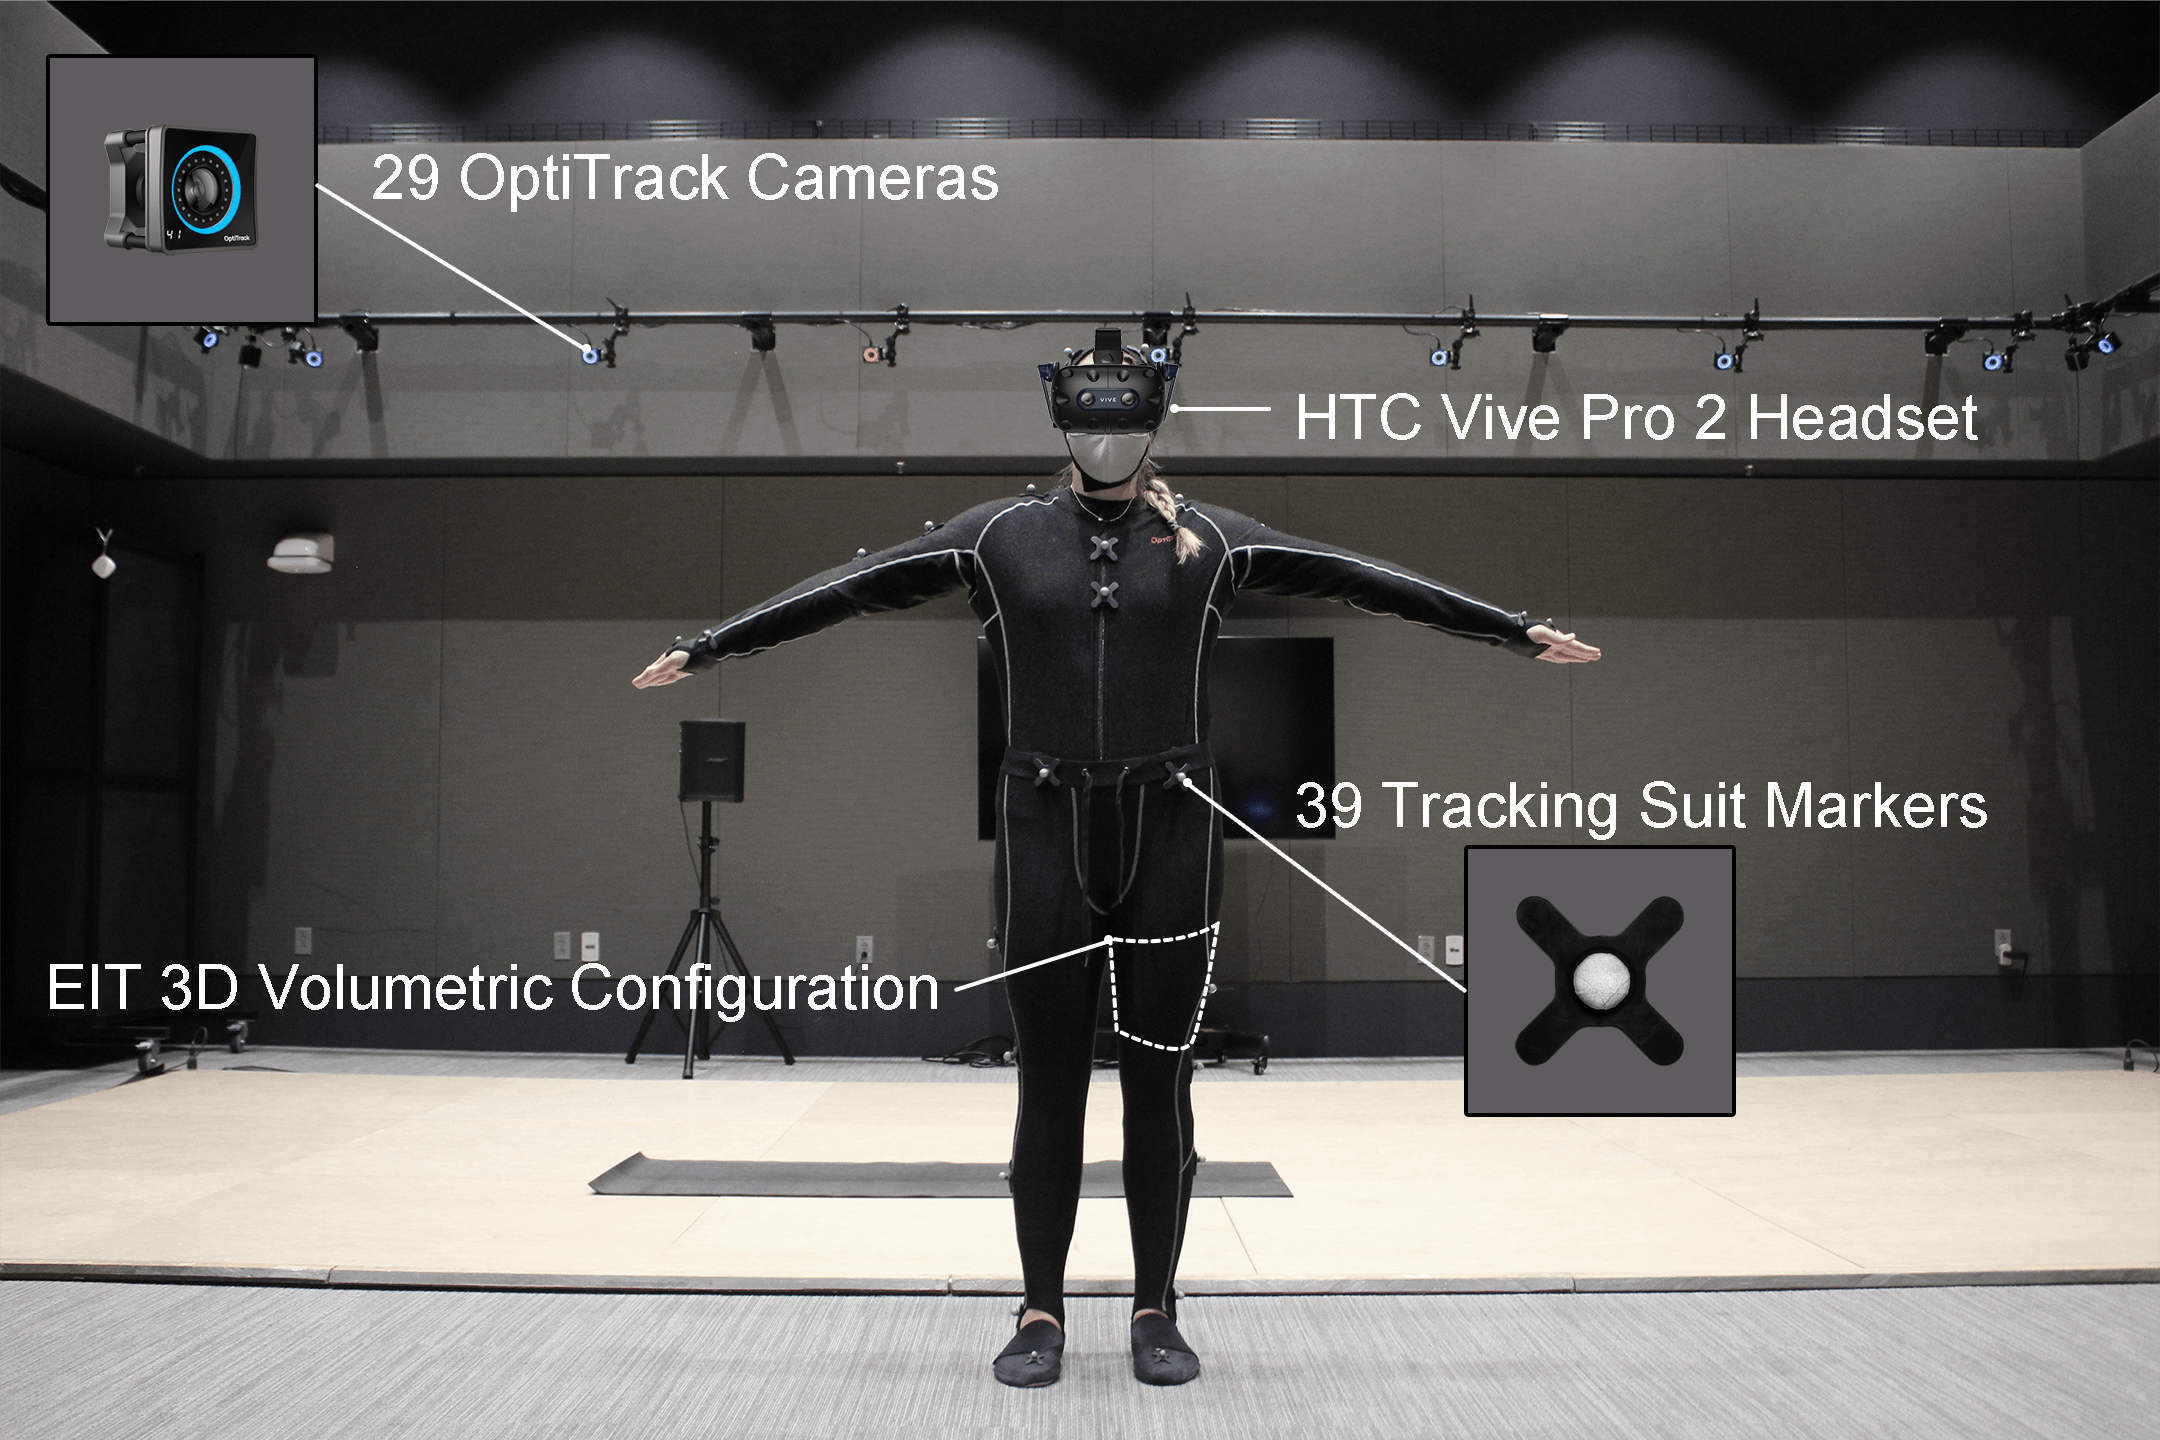 29 OptiTrack Cameras
41
OptiTrack
VIVE
HTC Vive Pro 2 Headset
39 Tracking Suit Markers
EIT 3D Volumetric Configuration